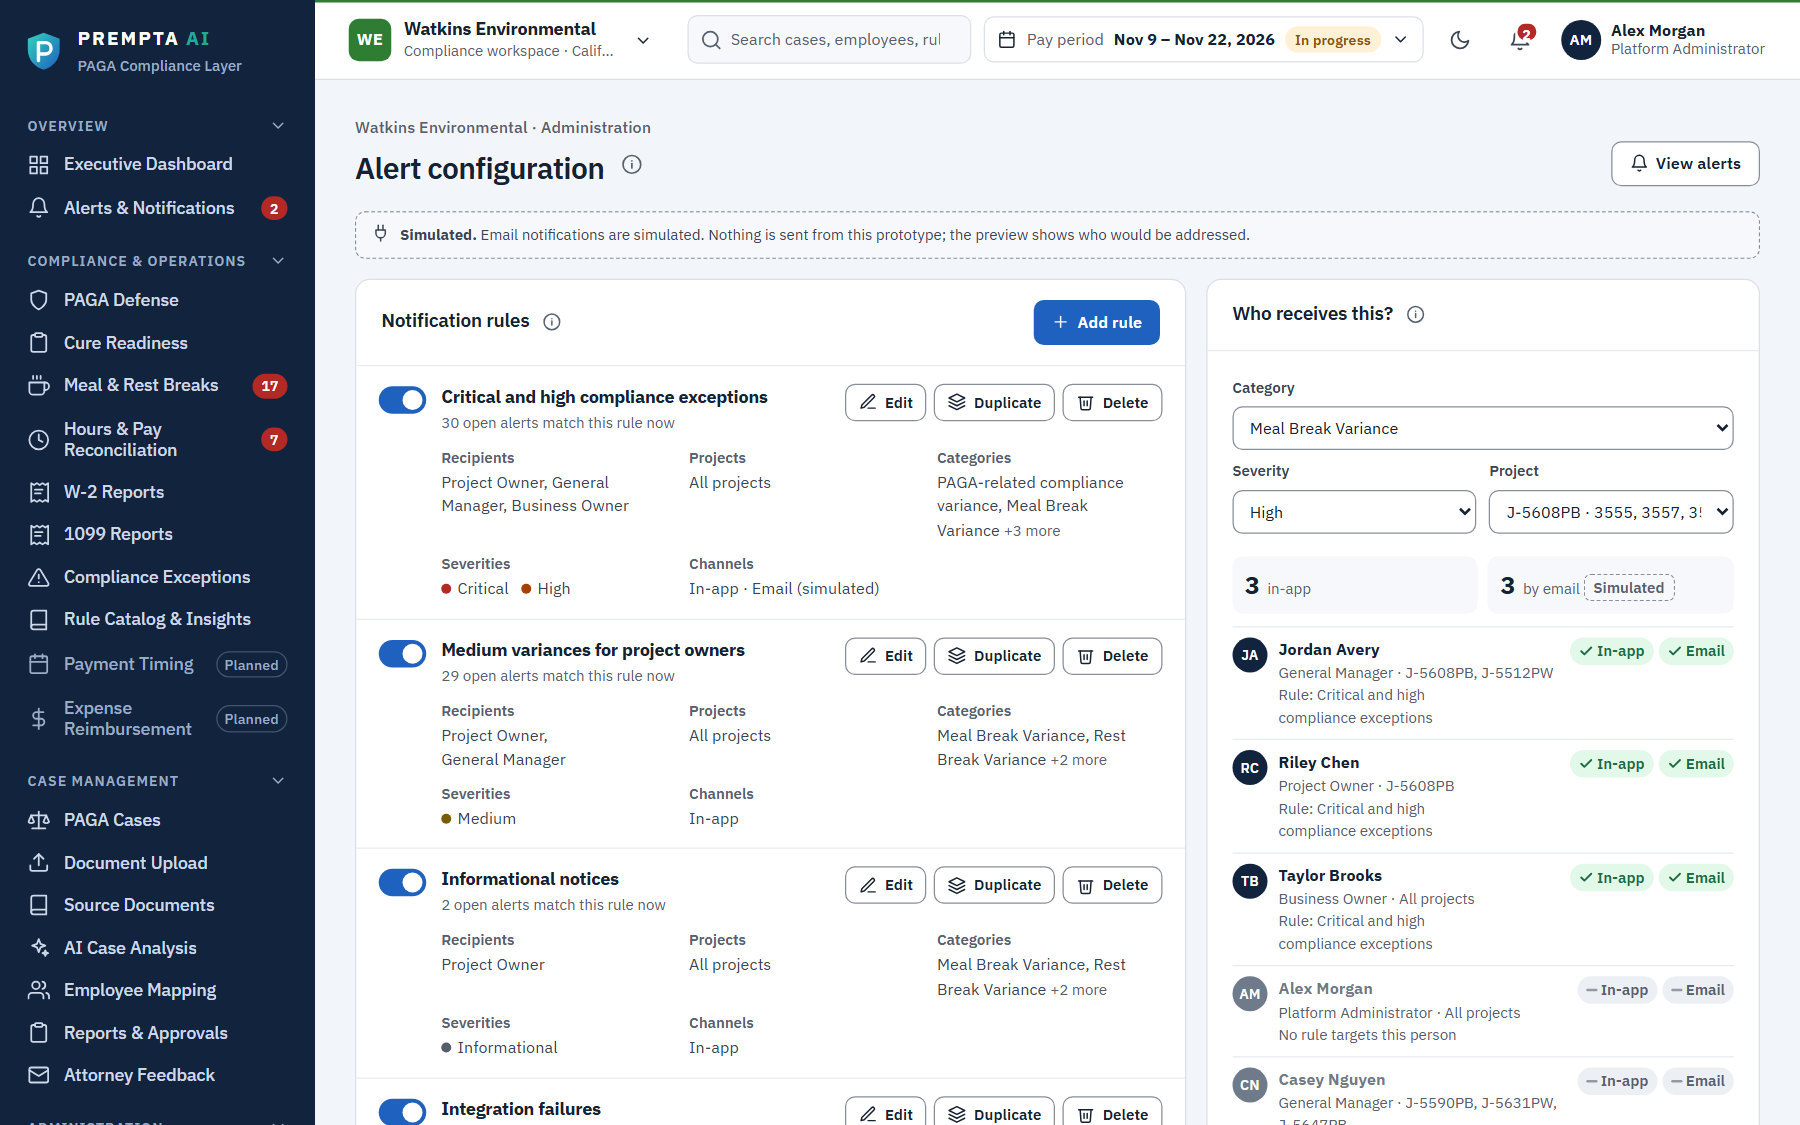 PREMPTA AI
PAGA Compliance Layer
OVERVIEW
Executive Dashboard
Alerts & Notifications
2
COMPLIANCE & OPERATIONS
PAGA Defense
Cure Readiness
Meal & Rest Breaks
17
Hours & Pay
Reconciliation
7
W-2 Reports
1099 Reports
Compliance Exceptions
Rule Catalog & Insights
Payment Timing
Planned
Expense
Reimbursement
Planned
CASE MANAGEMENT
PAGA Cases
Document Upload
Source Documents
AI Case Analysis
Employee Mapping
Reports & Approvals
Attorney Feedback
WE
Watkins Environmental
Compliance workspace · Calif...
Search cases, employees, rul
Pay period Nov 9 – Nov 22, 2026 In progress
2
AM
Alex Morgan
Platform Administrator
Watkins Environmental · Administration
Alert configuration
View alerts
Simulated. Email notifications are simulated. Nothing is sent from this prototype; the preview shows who would be addressed.
Notification rules
Add rule
Critical and high compliance exceptions
30 open alerts match this rule now
Edit
Duplicate
Delete
Recipients
Project Owner, General
Manager, Business Owner
Projects
All projects
Categories
PAGA-related compliance
variance, Meal Break
Variance +3 more
Severities
Critical High
Channels
In-app · Email (simulated)
Medium variances for project owners
29 open alerts match this rule now
Edit
Duplicate
Delete
Recipients
Project Owner,
General Manager
Projects
All projects
Categories
Meal Break Variance, Rest
Break Variance +2 more
Severities
Medium
Channels
In-app
Informational notices
2 open alerts match this rule now
Edit
Duplicate
Delete
Recipients
Project Owner
Projects
All projects
Categories
Meal Break Variance, Rest
Break Variance +2 more
Severities
Informational
Channels
In-app
Integration failures
Edit
Duplicate
Delete
Who receives this?
Category
Meal Break Variance
Severity
High
Project
J-5608PB · 3555, 3557, 3
3 in-app
3 by email Simulated
JA
Jordan Avery
General Manager · J-5608PB, J-5512PW
Rule: Critical and high
compliance exceptions
In-app
Email
RC
Riley Chen
Project Owner · J-5608PB
Rule: Critical and high
compliance exceptions
In-app
Email
TB
Taylor Brooks
Business Owner · All projects
Rule: Critical and high
compliance exceptions
In-app
Email
AM
Alex Morgan
Platform Administrator · All projects
No rule targets this person
In-app
Email
CN
Casey Nguyen
General Manager · J-5590PB, J-5631PW,
In-app
Email